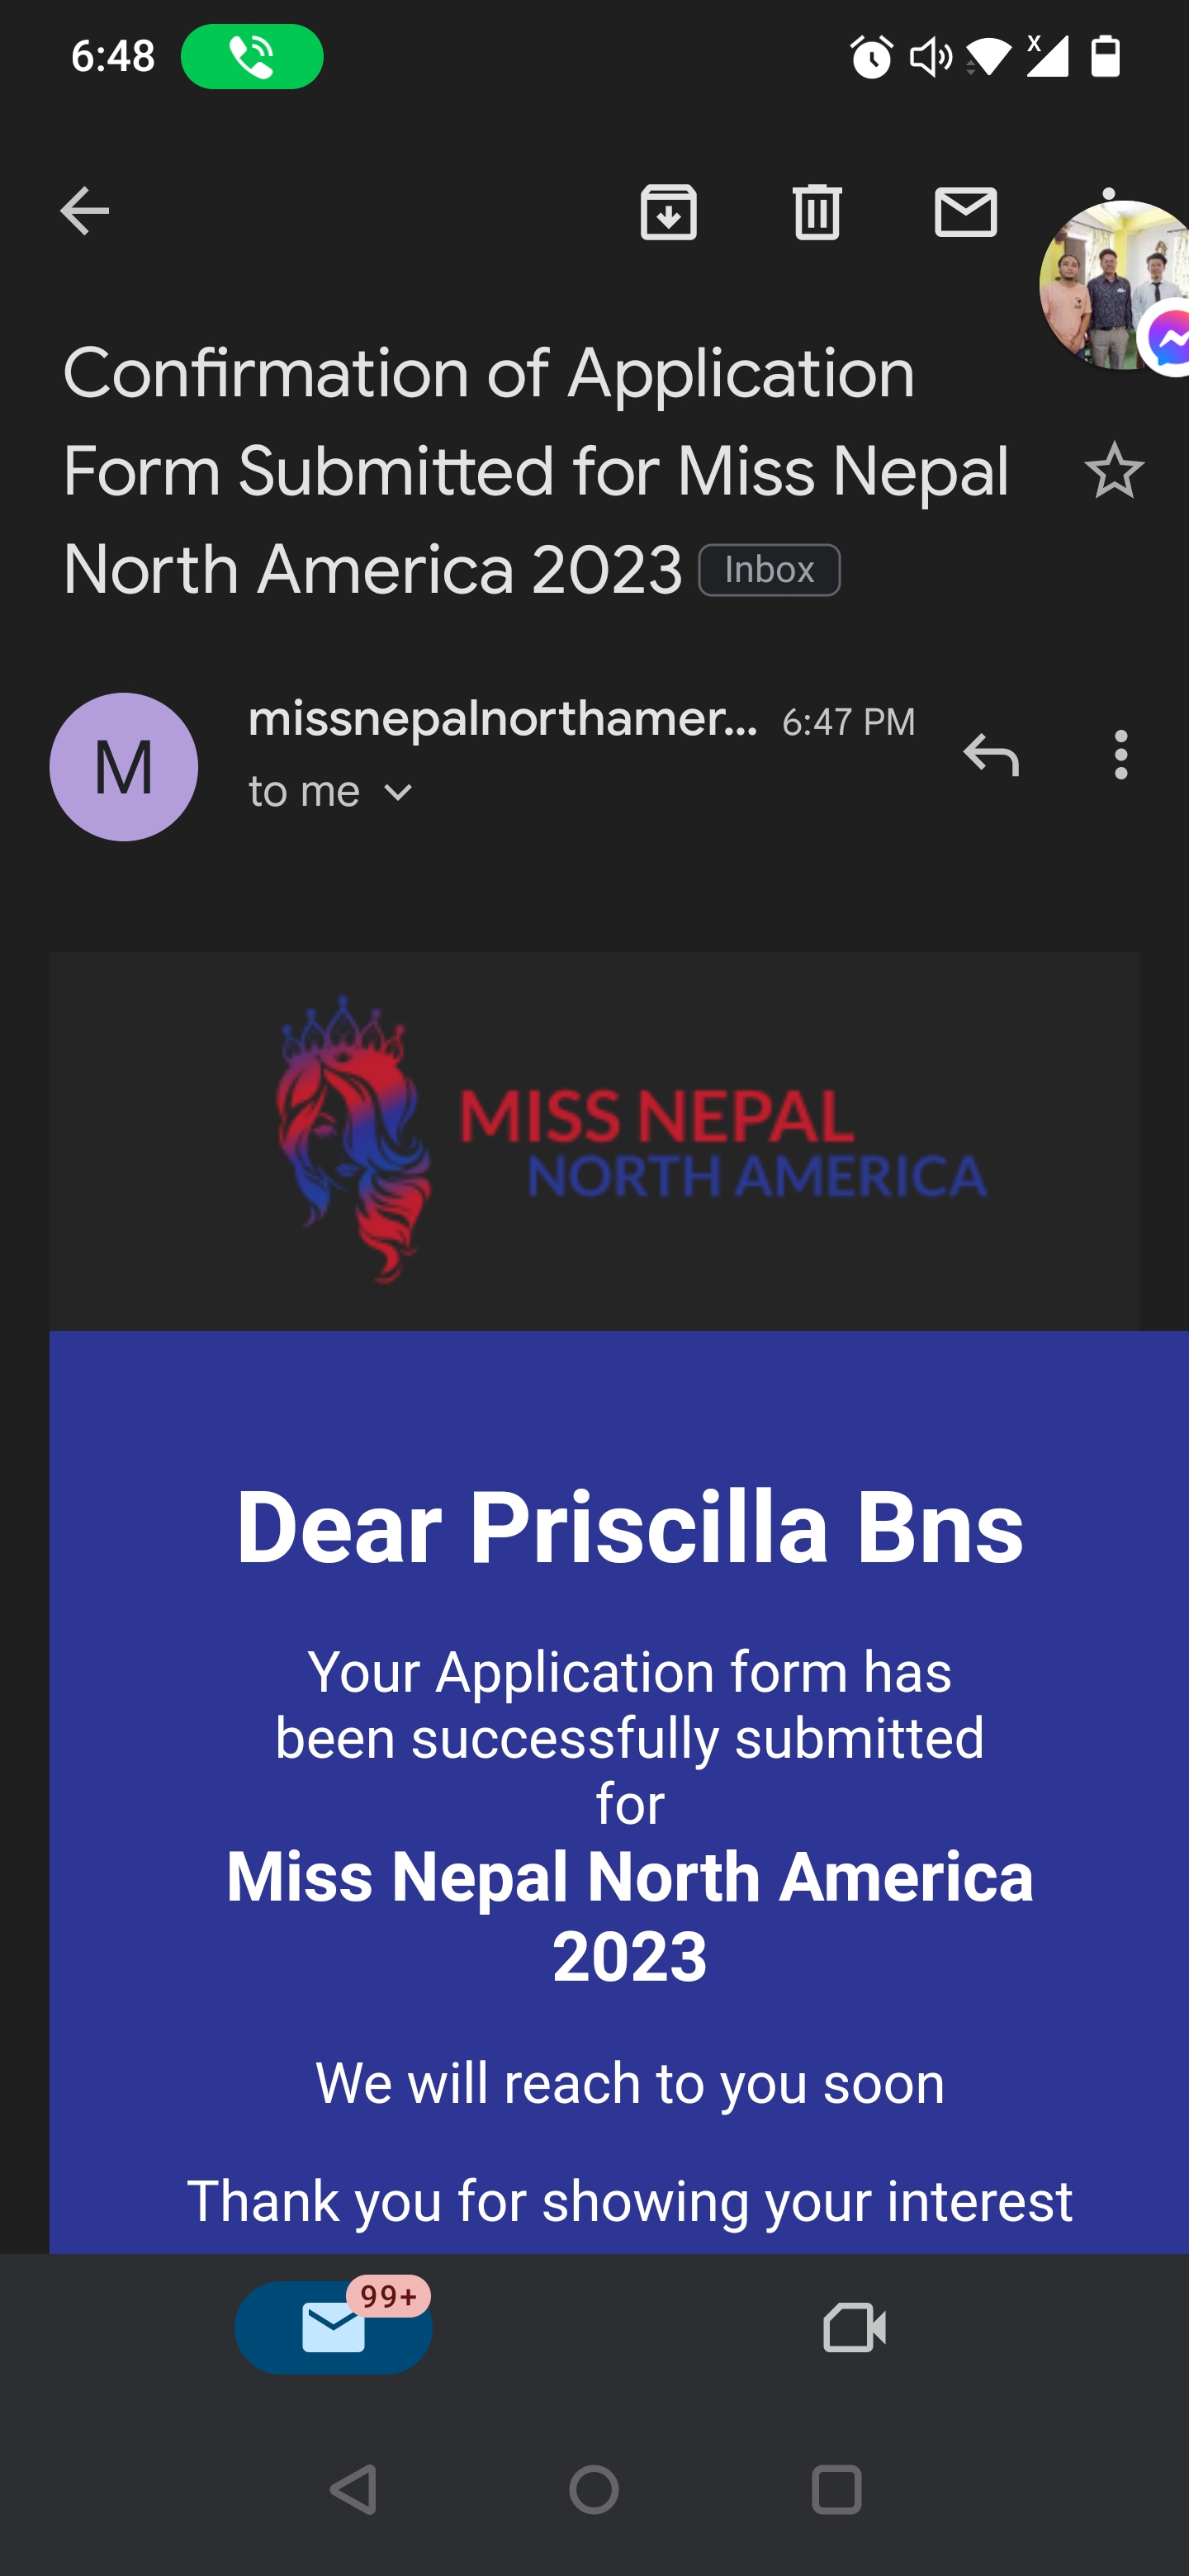 6:48
X
Confirmation of Application
Form Submitted for Miss Nepal
North America 2023 Inbox
M
missnepalnorthamer... 6:47 PM
to me
MISS NEPAL
NORTH AMERICA
Dear Priscilla Bns
Your Application form has
been successfully submitted
for
Miss Nepal North America
2023
We will reach to you soon
Thank you for showing your interest
99+